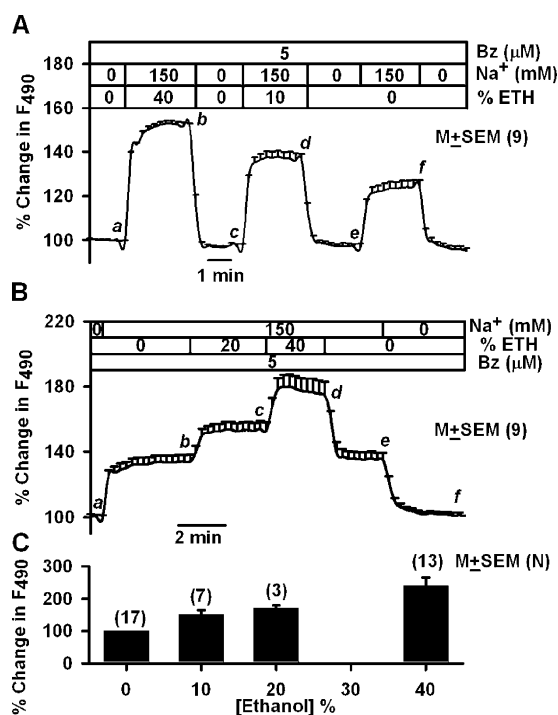 A
5 Bz (μM)
0 150 0 150 0 150 0 Na+ (mM)
0 40 0 10 0 % ETH
% Change in F490
180
160
140
120
100
a b c d e f
M±SEM (9)
1 min
B
0 150 0 Na+ (mM)
0 20 40 0 % ETH
5 Bz (μM)
% Change in F490
220
180
140
100
a b c d e f
M±SEM (9)
2 min
C
% Change in F490
300
200
100
0
(17) (7) (3) (13)
M±SEM (N)
0 10 20 30 40
[Ethanol] %